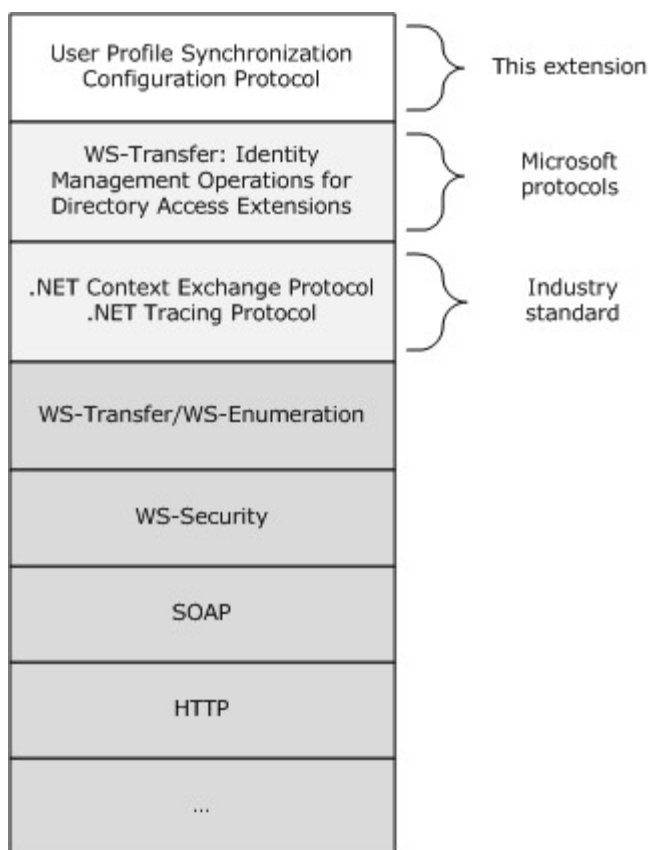 User Profile Synchronization
Configuration Protocol
This extension
WS-Transfer: Identity
Management Operations for
Directory Access Extensions
Microsoft
protocols
.NET Context Exchange Protocol
.NET Tracing Protocol
Industry
standard
WS-Transfer/WS-Enumeration
WS-Security
SOAP
HTTP
...